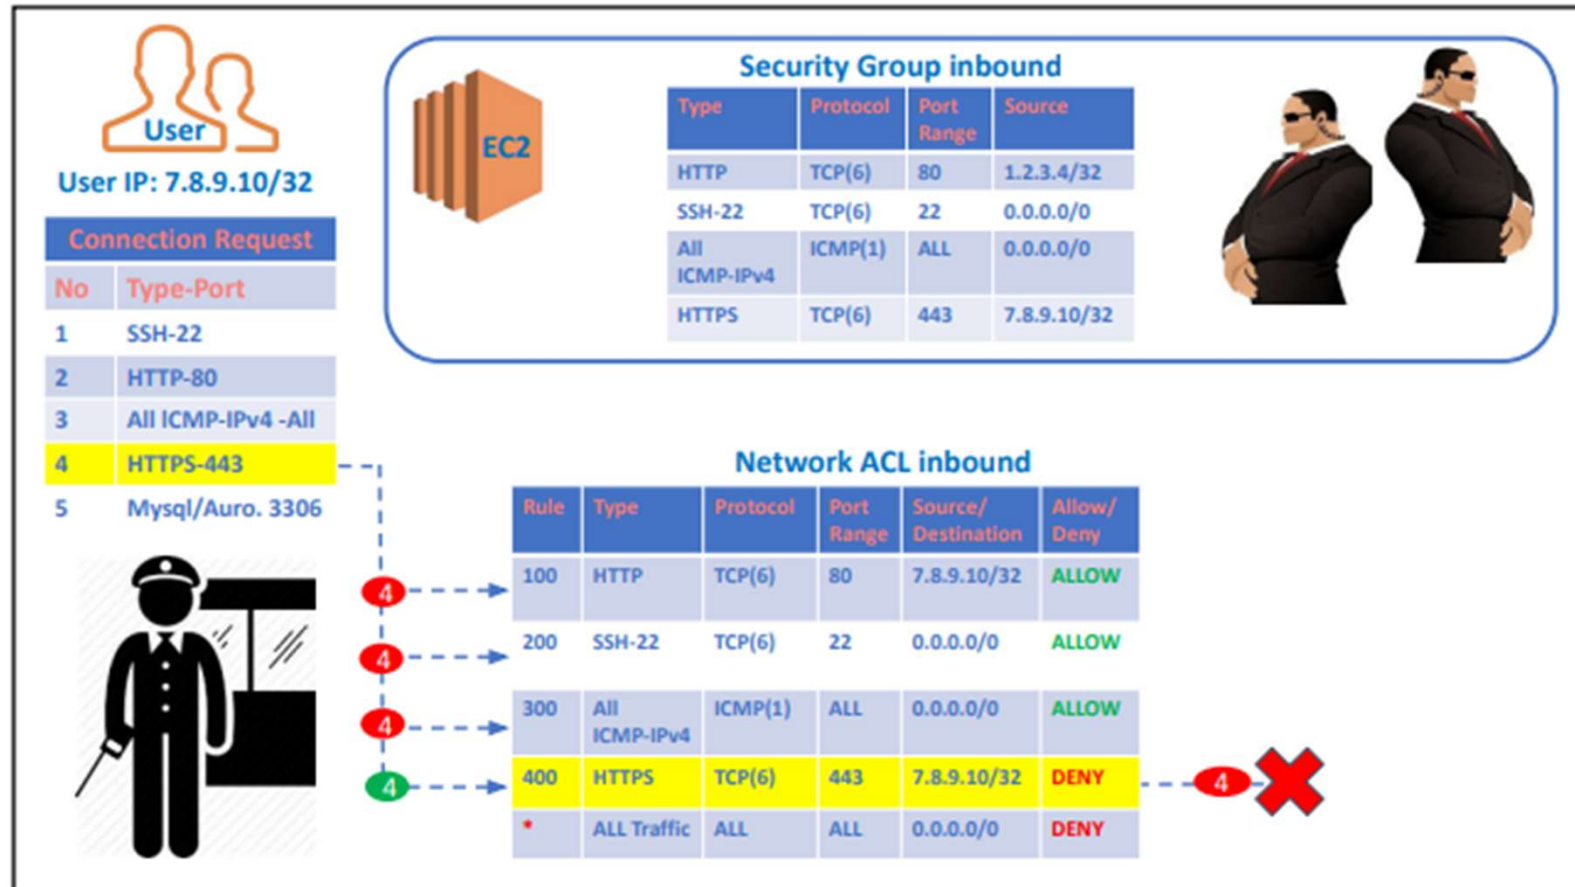 User
User IP: 7.8.9.10/32
Connection Request
No Type-Port
1 SSH-22
2 HTTP-80
3 All ICMP-IPv4 -All
4 HTTPS-443
5 Mysql/Auro. 3306
EC2
Security Group inbound
Type Protocol Port Range Source
HTTP TCP(6) 80 1.2.3.4/32
SSH-22 TCP(6) 22 0.0.0.0/0
All ICMP-IPv4 ICMP(1) ALL 0.0.0.0/0
HTTPS TCP(6) 443 7.8.9.10/32
Network ACL inbound
Rule Type Protocol Port Range Source/ Destination Allow/ Deny
4 100 HTTP TCP(6) 80 7.8.9.10/32 ALLOW
4 200 SSH-22 TCP(6) 22 0.0.0.0/0 ALLOW
4 300 All ICMP-IPv4 ICMP(1) ALL 0.0.0.0/0 ALLOW
4 400 HTTPS TCP(6) 443 7.8.9.10/32 DENY 4
* ALL Traffic ALL ALL 0.0.0.0/0 DENY